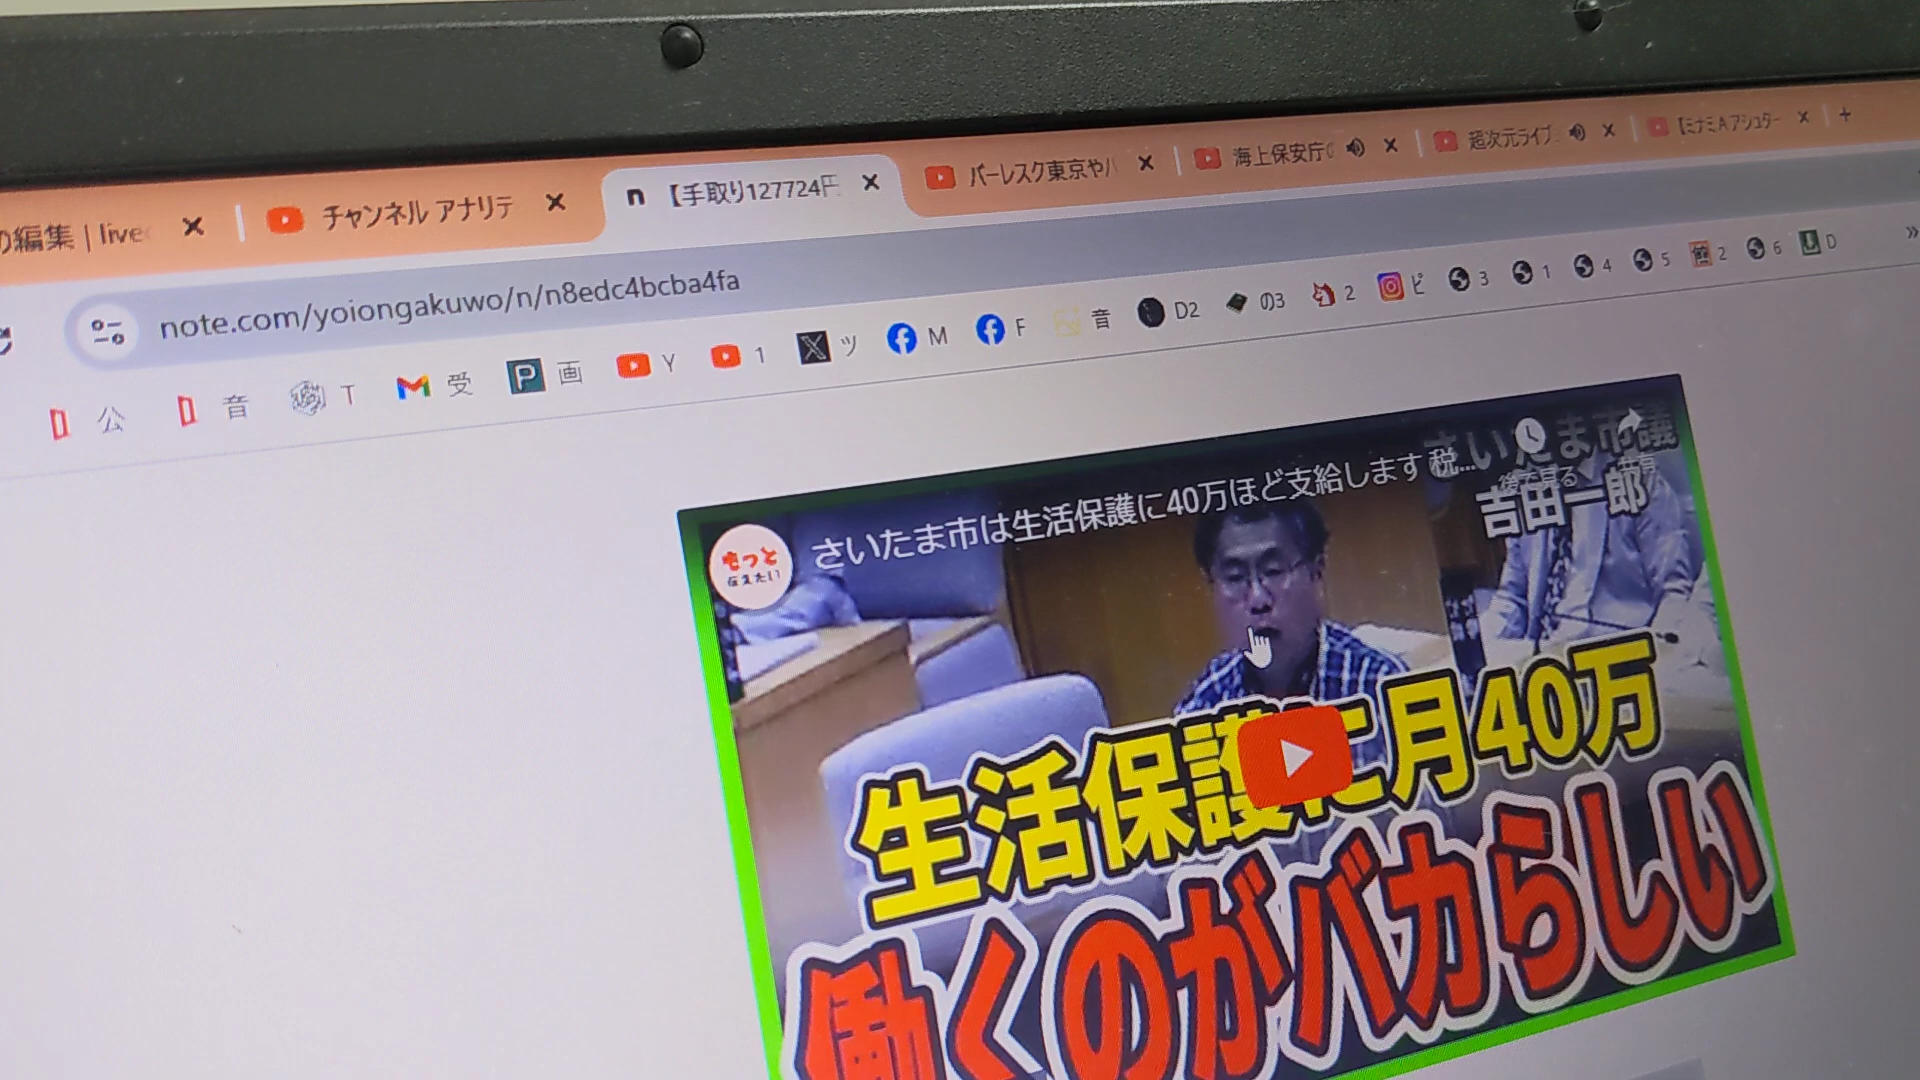 の編集 | live
チャンネル アナリテ
n 【手取り127724円
バーレスク東京やバ
海上保安庁
超次元ライブ
【ミナミAアシュター
note.com/yoiongakuwo/n/n8edc4bcba4fa
公 音 T 受 画 Y 1 ツ M F 音 D2 の3 2 ピ 3 1 4 5 2 6 D
もっと
伝えたい
さいたま市は生活保護に40万ほど支給します 税...
さいたま市議
後で見る
共有
吉田一郎
生活保護に月40万
働くのがバカらしい